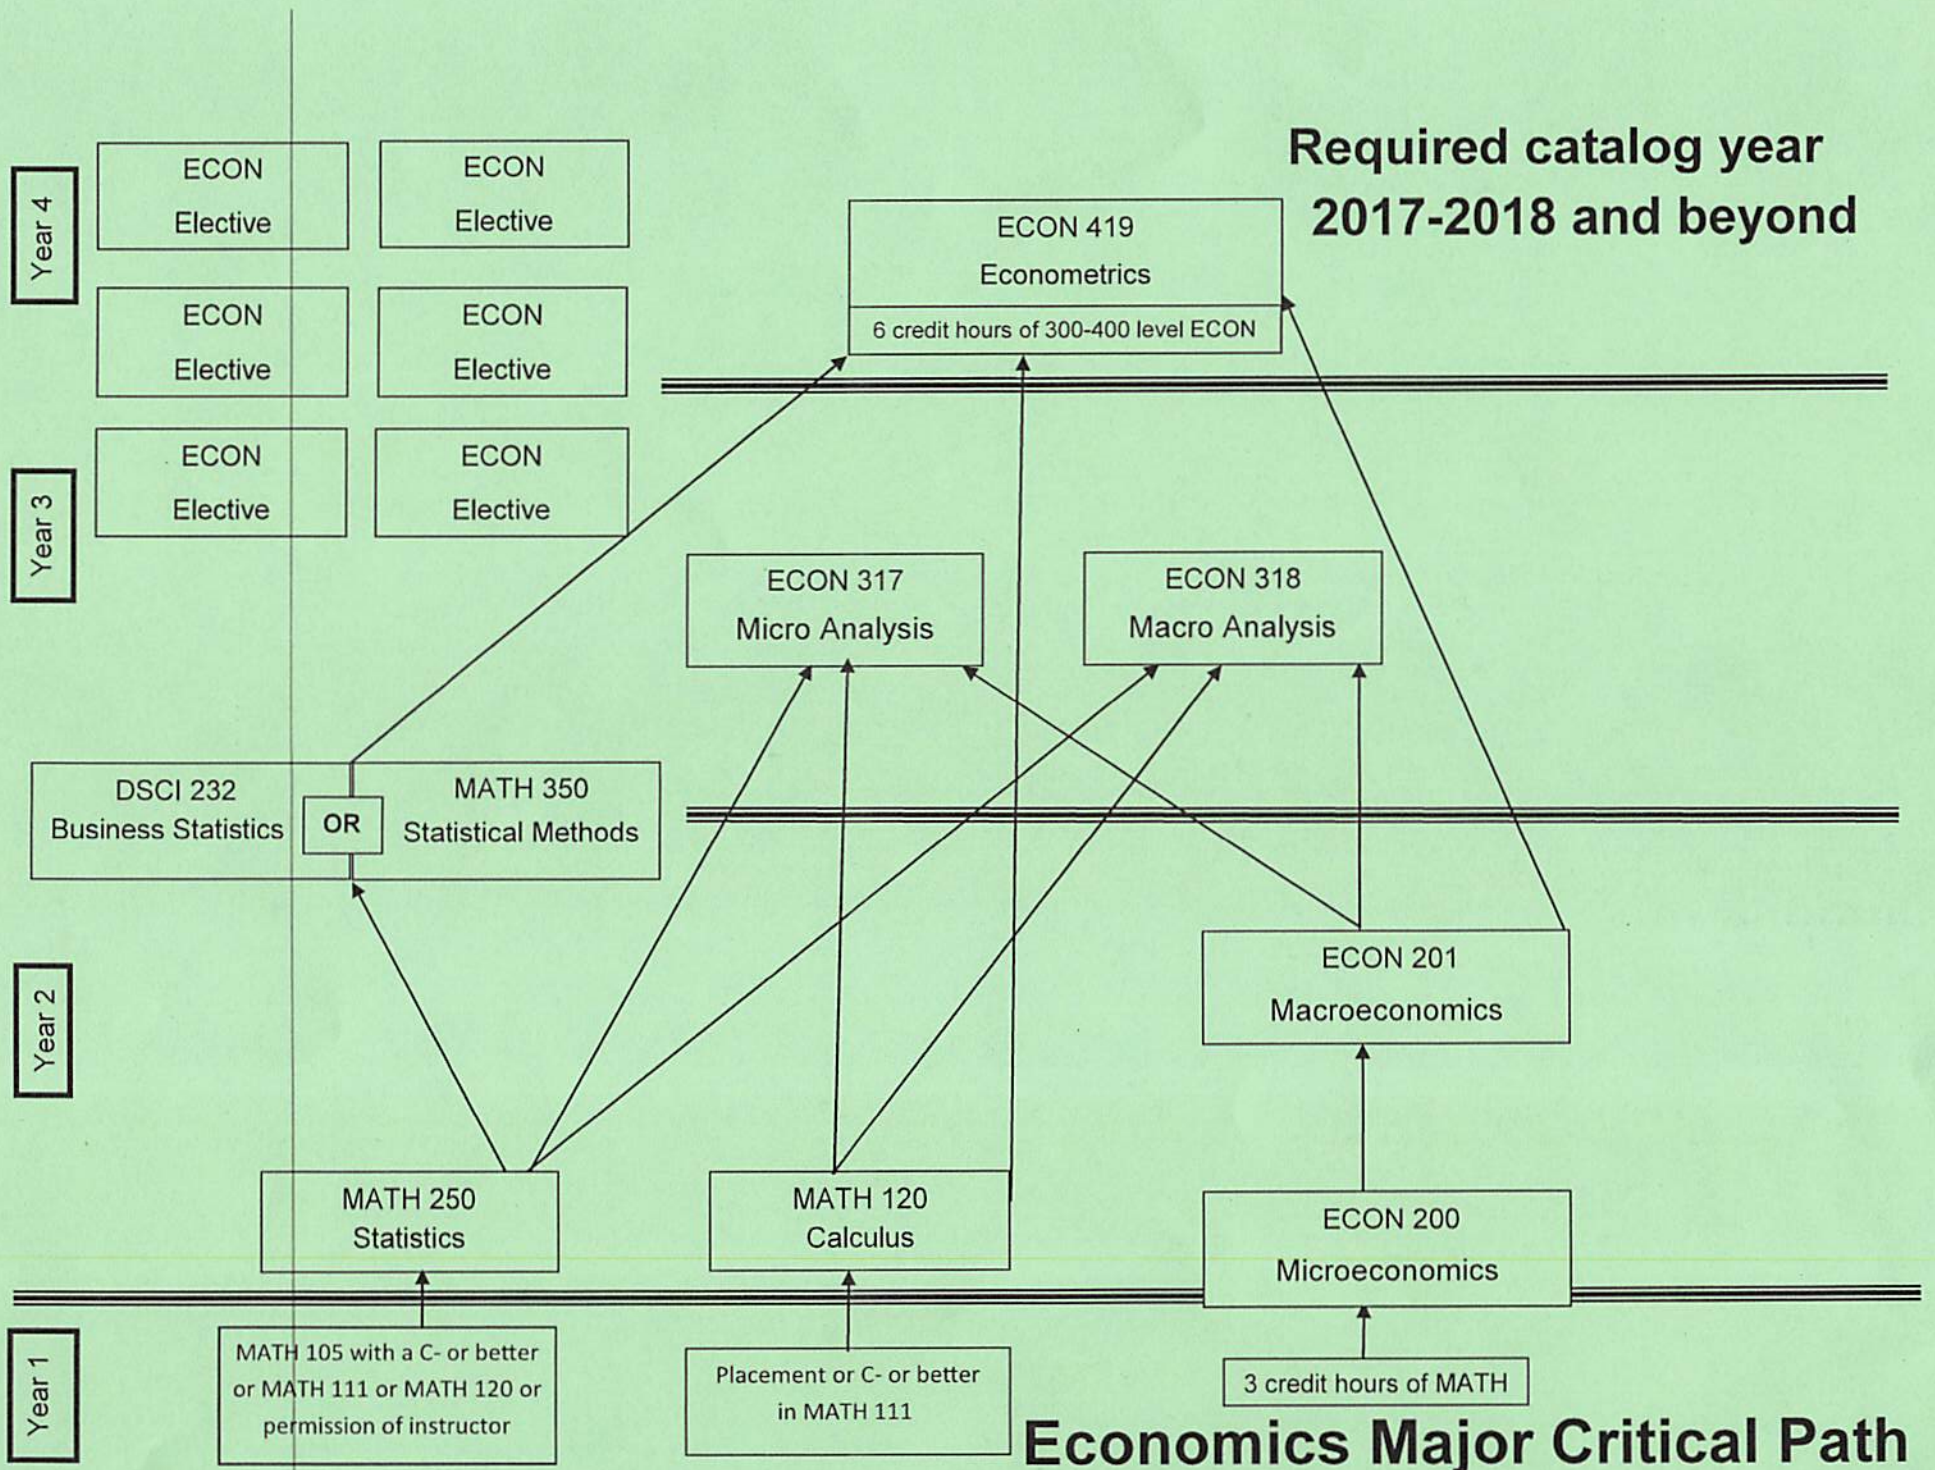 Required catalog year
2017-2018 and beyond
Year 4
ECON
Elective
ECON
Elective
ECON
Elective
ECON
Elective
ECON 419
Econometrics
6 credit hours of 300-400 level ECON
Year 3
ECON
Elective
ECON
Elective
ECON 317
Micro Analysis
ECON 318
Macro Analysis
DSCI 232
Business Statistics
OR
MATH 350
Statistical Methods
Year 2
ECON 201
Macroeconomics
MATH 250
Statistics
MATH 120
Calculus
ECON 200
Microeconomics
Year 1
MATH 105 with a C- or better
or MATH 111 or MATH 120 or
permission of instructor
Placement or C- or better
in MATH 111
3 credit hours of MATH
Economics Major Critical Path